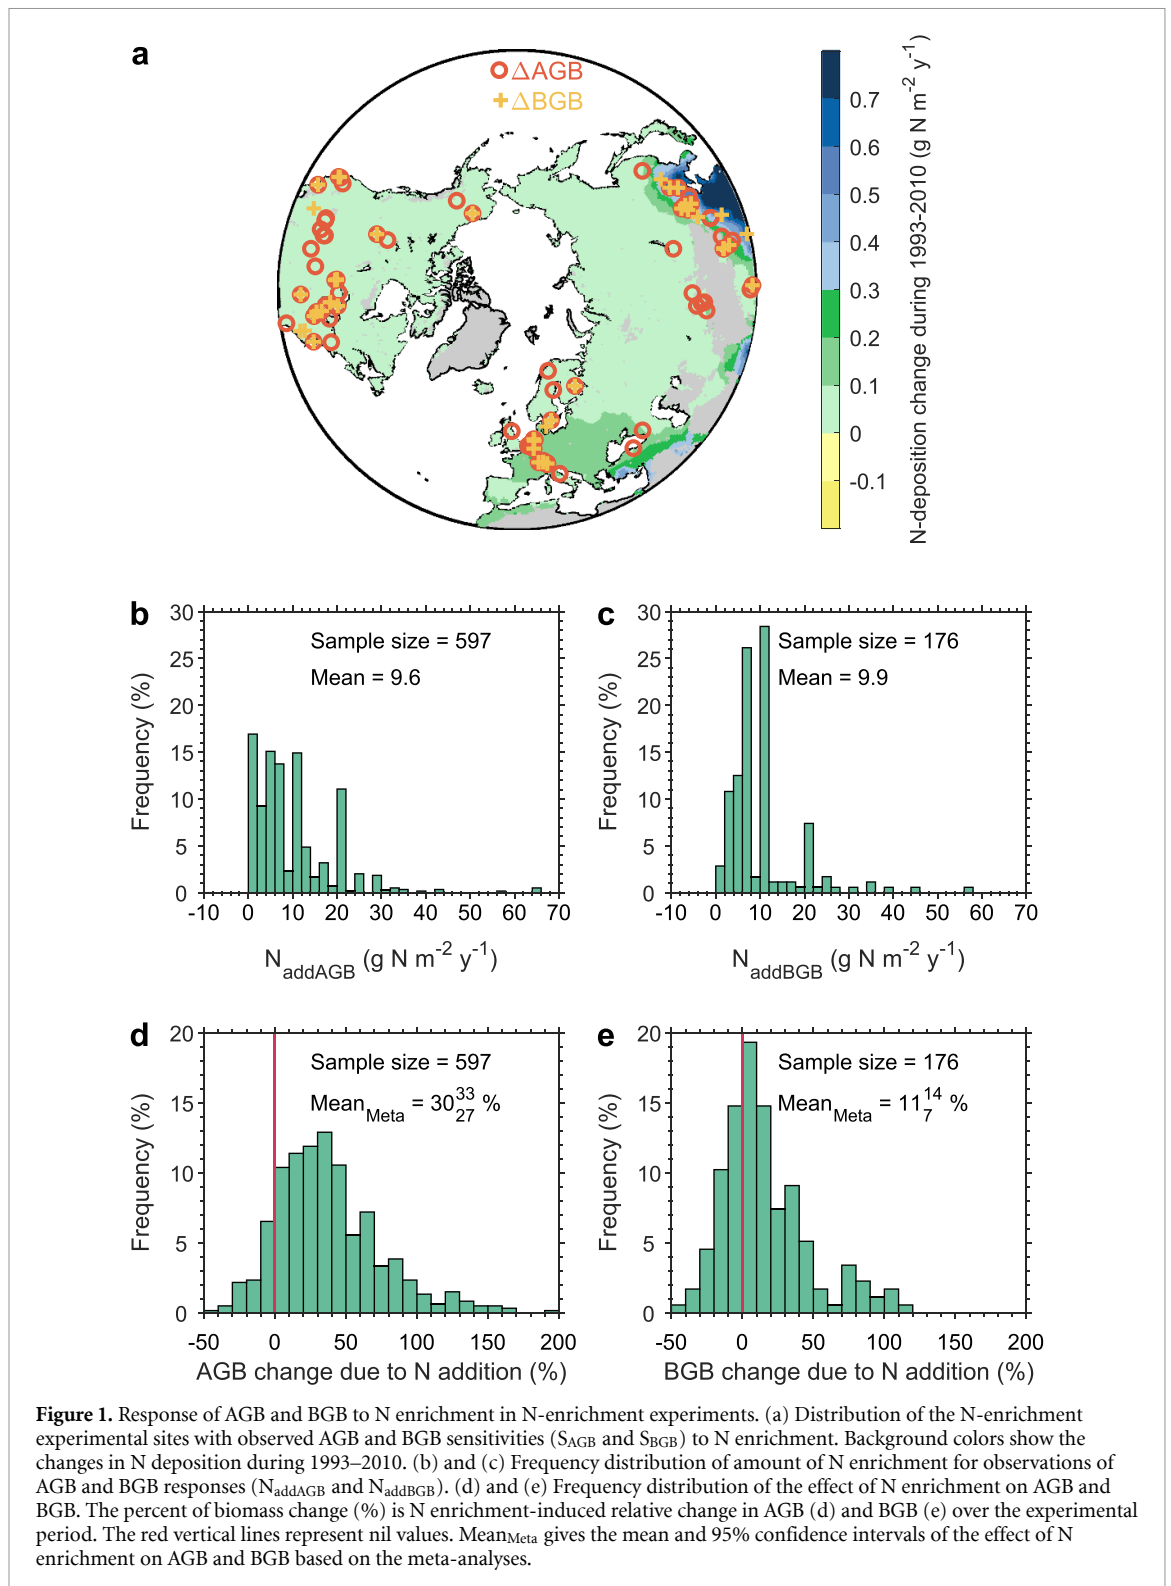 a
ΔAGB
ΔBGB
0.7
0.6
0.5
0.4
0.3
0.2
0.1
0
-0.1
N-deposition change during 1993-2010 (g N m-2 y-1)
b
30
25
20
15
10
5
0
Frequency (%)
Sample size = 597
Mean = 9.6
-10 0 10 20 30 40 50 60 70
NaddAGB (g N m-2 y-1)
c
30
25
20
15
10
5
0
Frequency (%)
Sample size = 176
Mean = 9.9
-10 0 10 20 30 40 50 60 70
NaddBGB (g N m-2 y-1)
d
20
15
10
5
0
Frequency (%)
Sample size = 597
MeanMeta = 30 33 27 %
-50 0 50 100 150 200
AGB change due to N addition (%)
e
20
15
10
5
0
Frequency (%)
Sample size = 176
MeanMeta = 11 14 7 %
-50 0 50 100 150 200
BGB change due to N addition (%)
Figure 1. Response of AGB and BGB to N enrichment in N-enrichment experiments. (a) Distribution of the N-enrichment
experimental sites with observed AGB and BGB sensitivities (SAGB and SBGB) to N enrichment. Background colors show the
changes in N deposition during 1993–2010. (b) and (c) Frequency distribution of amount of N enrichment for observations of
AGB and BGB responses (NaddAGB and NaddBGB). (d) and (e) Frequency distribution of the effect of N enrichment on AGB and
BGB. The percent of biomass change (%) is N enrichment-induced relative change in AGB (d) and BGB (e) over the experimental
period. The red vertical lines represent nil values. MeanMeta gives the mean and 95% confidence intervals of the effect of N
enrichment on AGB and BGB based on the meta-analyses.